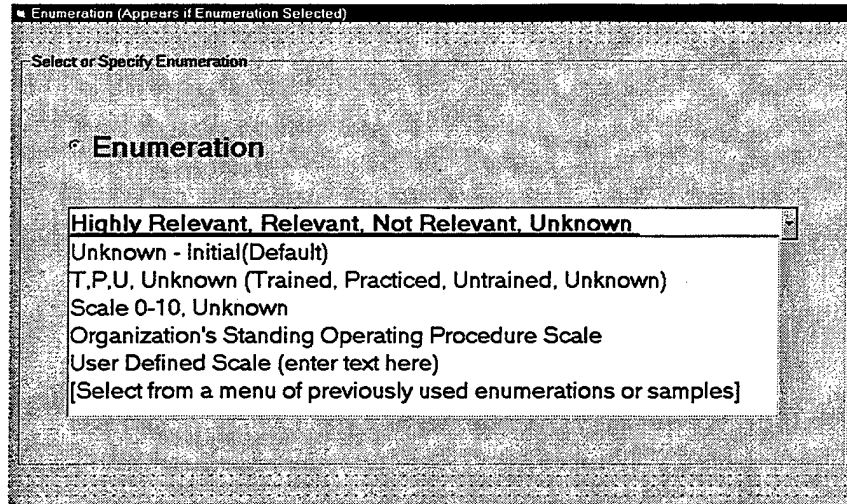 Enumeration (Appears if Enumeration Selected)
Select or Specify Enumeration
Enumeration
Highly Relevant, Relevant, Not Relevant, Unknown
Unknown - Initial(Default)
T,P,U, Unknown (Trained, Practiced, Untrained, Unknown)
Scale 0-10, Unknown
Organization's Standing Operating Procedure Scale
User Defined Scale (enter text here)
[Select from a menu of previously used enumerations or samples]